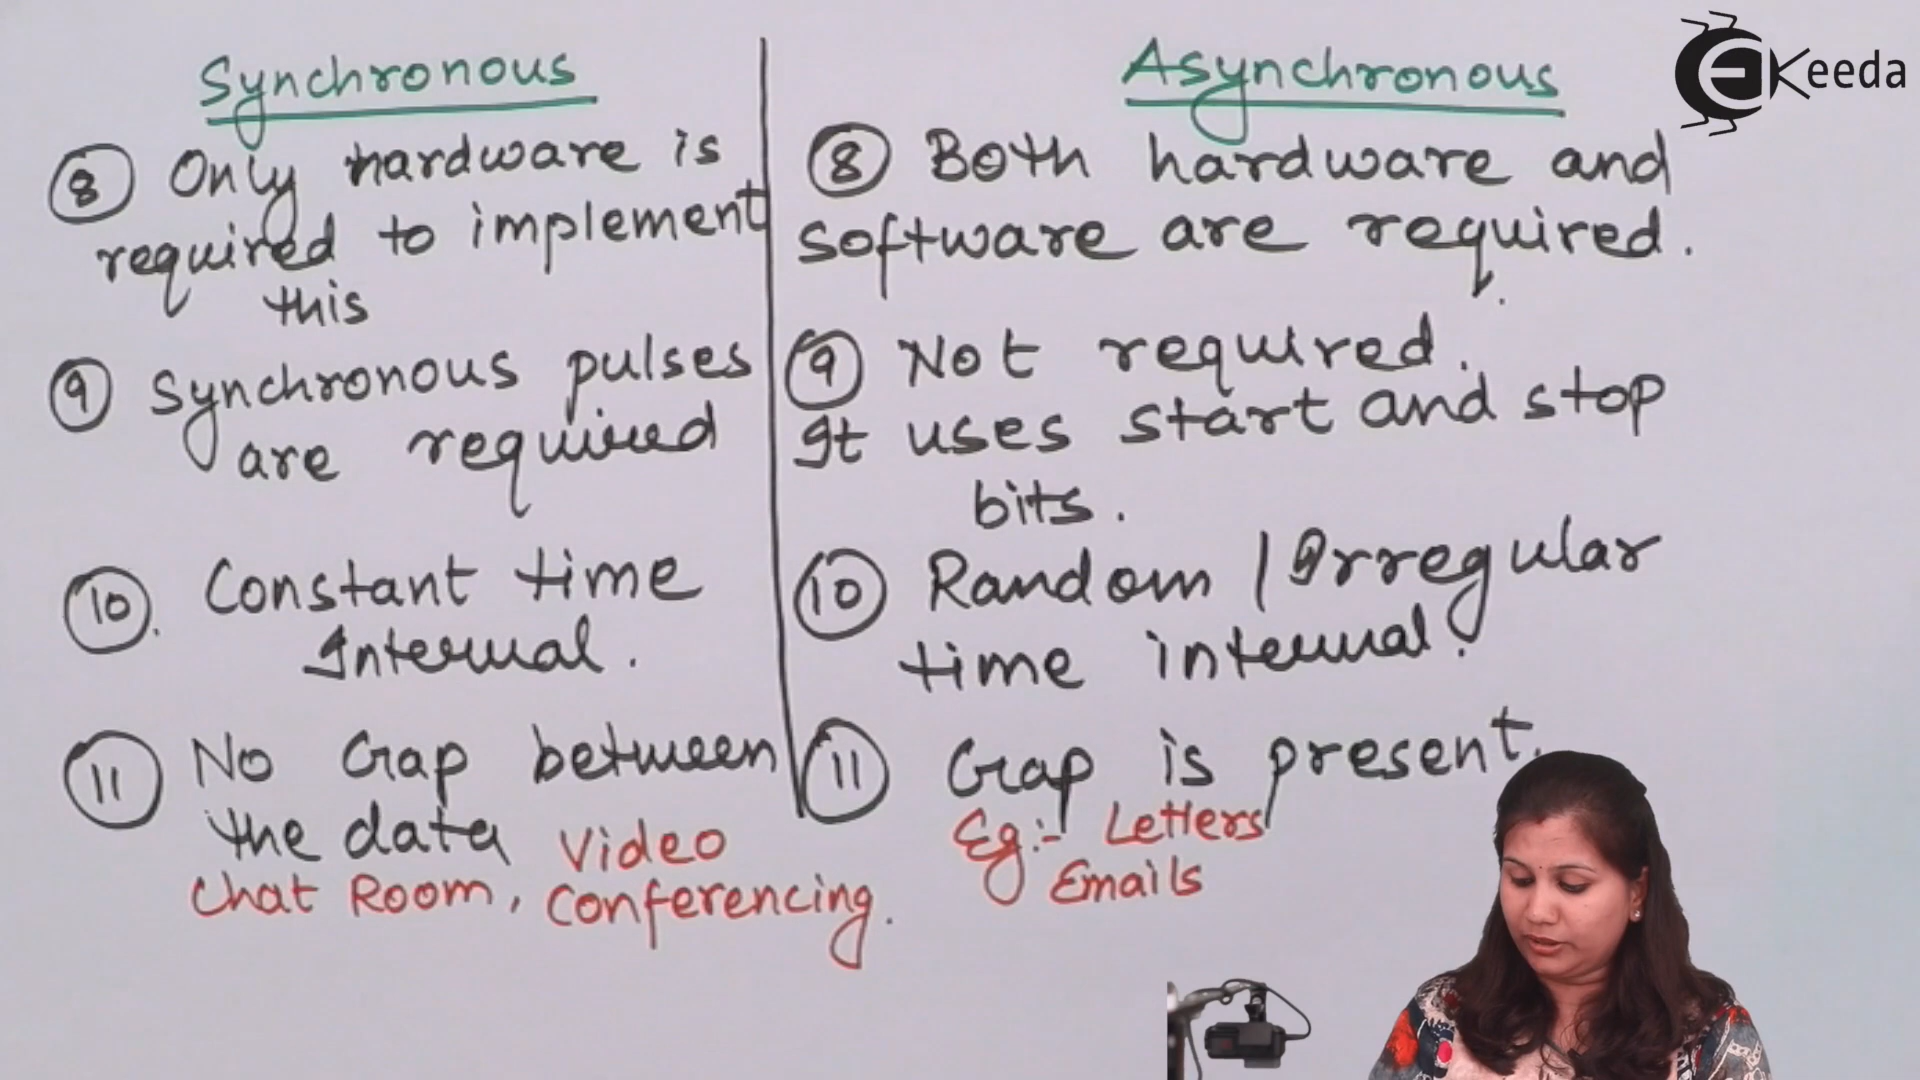 Synchronous
8 Only hardware is
required to implement
this
9 Synchronous pulses
are required
10. Constant time
Interval.
11 No Gap between
the data Video
Chat Room, Conferencing.
Asynchronous
8 Both hardware and
software are required.
9 Not required.
It uses start and stop
bits.
10 Random / Irregular
time interval.
11 Gap is present.
Eg:- Letters
Emails
EKeeda